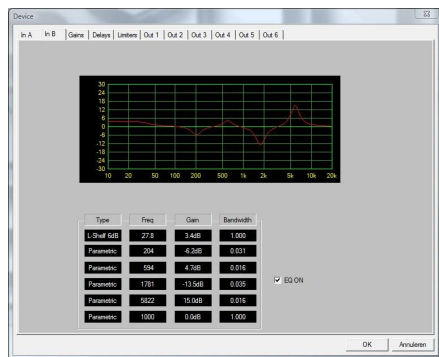 Device
In A In B Gains Delays Limiters Out 1 Out 2 Out 3 Out 4 Out 5 Out 6
30
24
18
12
6
0
-6
-12
-18
-24
-30
10 20 50 100 200 500 1k 2k 5k 10k 20k
Type Freq Gain Bandwidth
L-Shelf 6dB 27.8 3.4dB 1.000
Parametric 204 -6.2dB 0.031
Parametric 594 4.7dB 0.016
Parametric 1781 -13.5dB 0.035
Parametric 5822 15.0dB 0.016
Parametric 1000 0.0dB 1.000
EQ ON
OK Annuleren